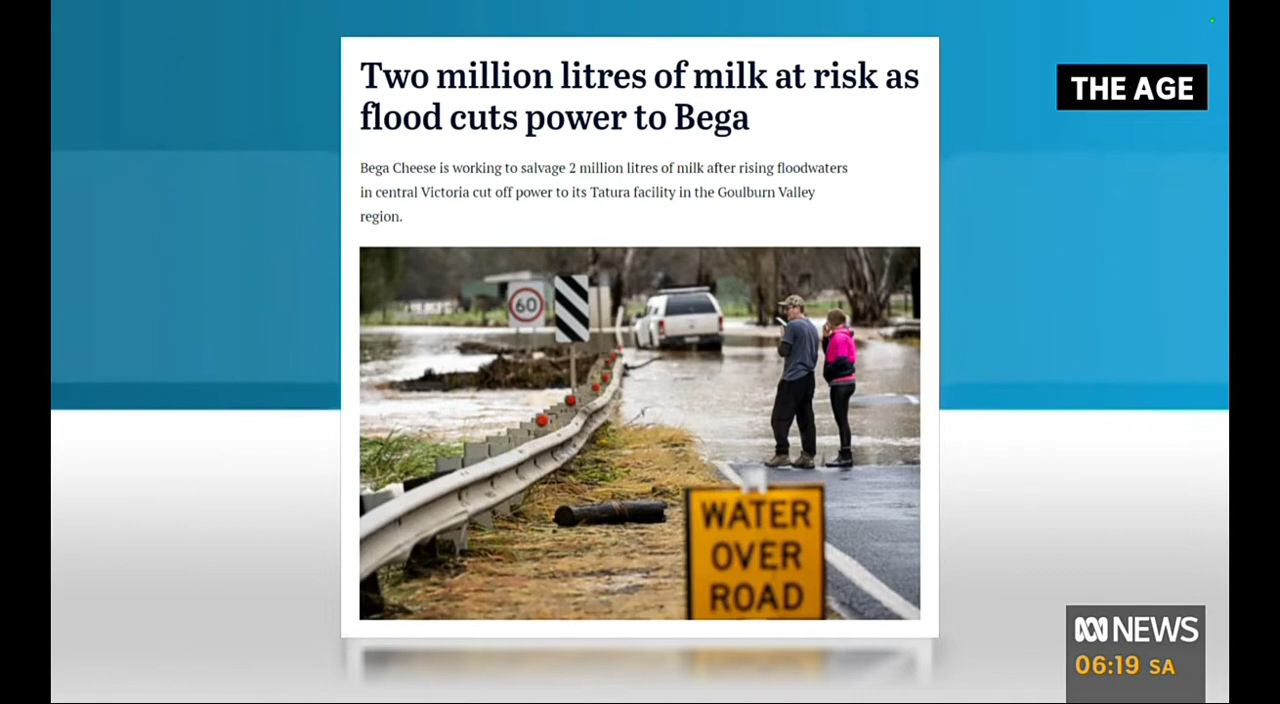 Two million litres of milk at risk as
flood cuts power to Bega
THE AGE
Bega Cheese is working to salvage 2 million litres of milk after rising floodwaters
in central Victoria cut off power to its Tatura facility in the Goulburn Valley
region.
60
WATER
OVER
ROAD
NEWS
06:19 SA